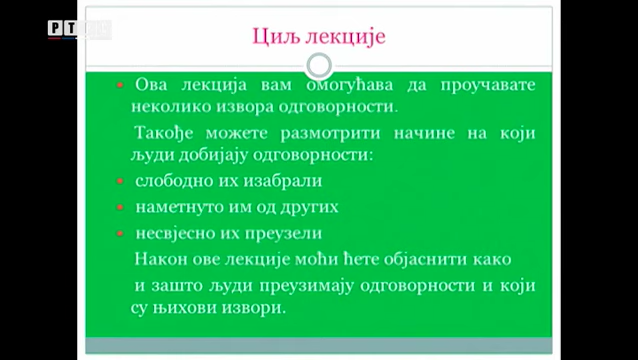 Циљ лекције
Ова лекција вам омогућава да проучавате
неколико извора одговорности.
Такође можете размотрити начине на који
људи добијају одговорности:
слободно их изабрали
наметнуто им од других
несвјесно их преузели
Након ове лекције моћи ћете објаснити како
и зашто људи преузимају одговорности и који
су њихови извори.